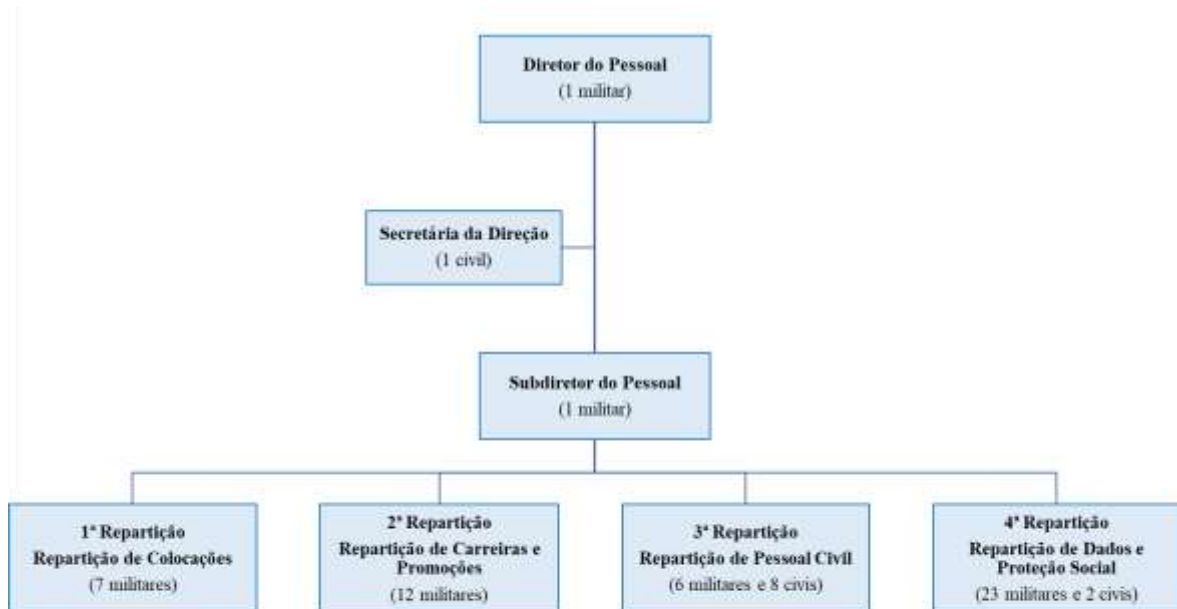 Diretor do Pessoal
(1 militar)
Secretária da Direção
(1 civil)
Subdiretor do Pessoal
(1 militar)
1ª Repartição
Repartição de Colocações
(7 militares)
2ª Repartição
Repartição de Carreiras e
Promoções
(12 militares)
3ª Repartição
Repartição de Pessoal Civil
(6 militares e 8 civis)
4ª Repartição
Repartição de Dados e
Proteção Social
(23 militares e 2 civis)